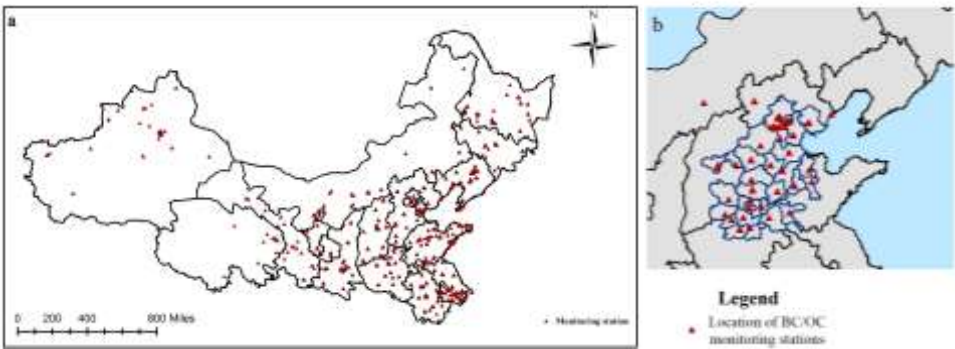 a
N
0 200 400 800 Miles
Monitoring station
b
Legend
Location of BC/OC
monitoring stations